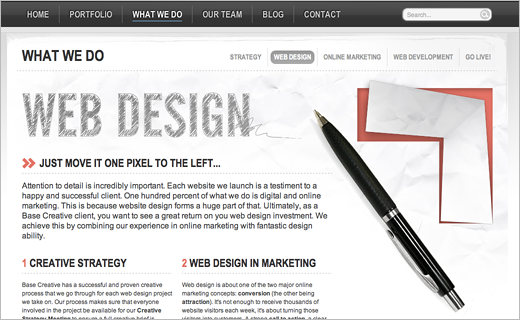 HOME PORTFOLIO WHAT WE DO OUR TEAM BLOG CONTACT Search...
WHAT WE DO STRATEGY WEB DESIGN ONLINE MARKETING WEB DEVELOPMENT GO LIVE!
WEB DESIGN
JUST MOVE IT ONE PIXEL TO THE LEFT...
Attention to detail is incredibly important. Each website we launch is a testiment to a
happy and successful client. One hundred percent of what we do is digital and online
marketing. This is because website design forms a huge part of that. Ultimately, as a
Base Creative client, you want to see a great return on you web design investment. We
achieve this by combining our experience in online marketing with fantastic design
ability.
1 CREATIVE STRATEGY
Base Creative has a successful and proven creative
process that we go through for each web design project
we take on. Our process makes sure that everyone
involved in the project be available for our Creative
Strategy Meeting to ensure a full creative brief is
2 WEB DESIGN IN MARKETING
Web design is about one of the two major online
marketing concepts: conversion (the other being
attraction). It's not enough to receive thousands of
website visitors each week, it's about turning those
visitors into customers. A strong call to action, a clear